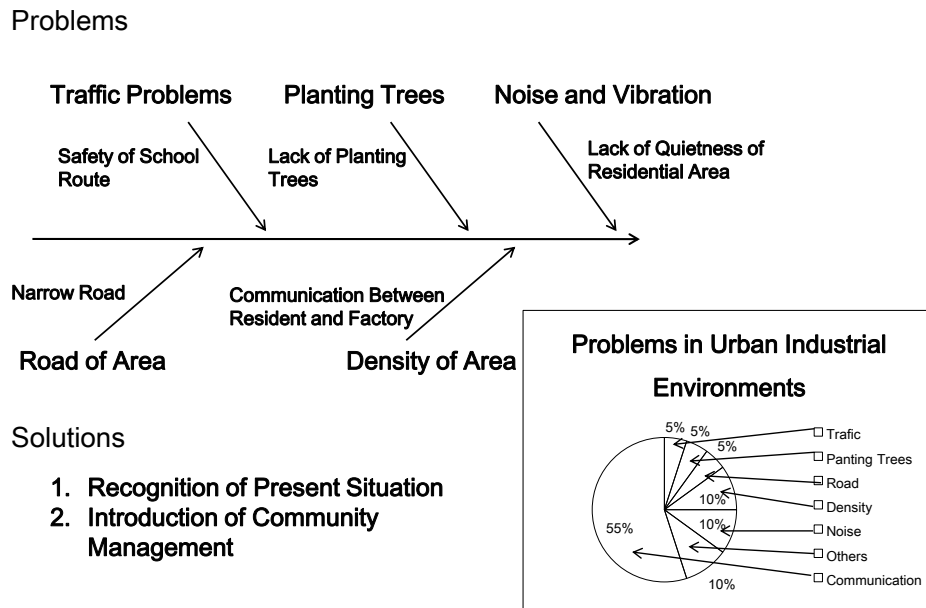 Problems
Traffic Problems
Planting Trees
Noise and Vibration
Safety of School
Route
Lack of Planting
Trees
Lack of Quietness of
Residential Area
Narrow Road
Communication Between
Resident and Factory
Road of Area
Density of Area
Solutions
1. Recognition of Present Situation
2. Introduction of Community
Management
Problems in Urban Industrial
Environments
5%
5%
5%
10%
10%
10%
55%
Trafic
Panting Trees
Road
Density
Noise
Others
Communication